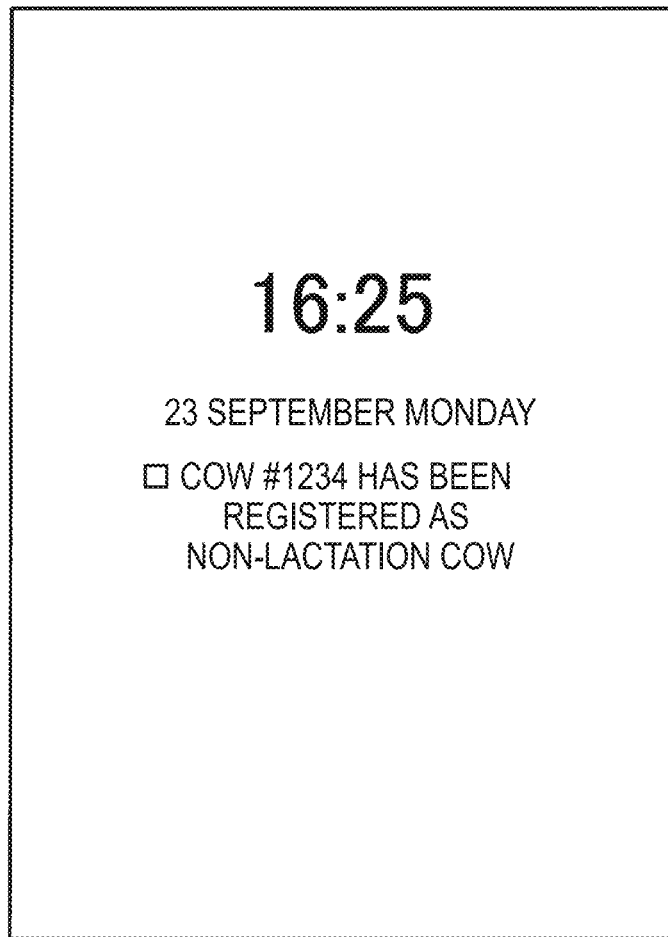 16:25
23 SEPTEMBER MONDAY
□ COW #1234 HAS BEEN
REGISTERED AS
NON-LACTATION COW